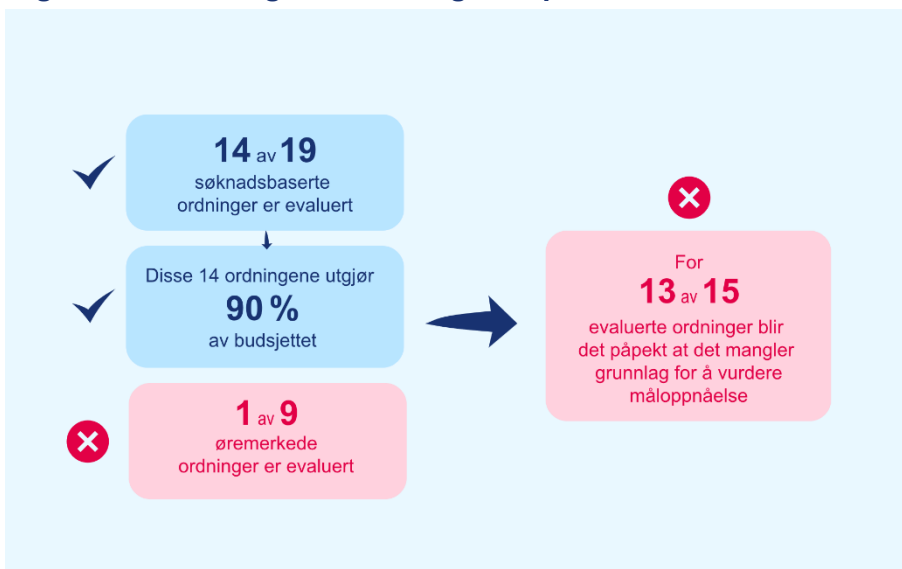 14 av 19
søknadsbaserte
ordninger er evaluert
Disse 14 ordningene utgjør
90 %
av budsjettet
1 av 9
øremerkede
ordninger er evaluert
For
13 av 15
evaluerte ordninger blir
det påpekt at det mangler
grunnlag for å vurdere
måloppnåelse